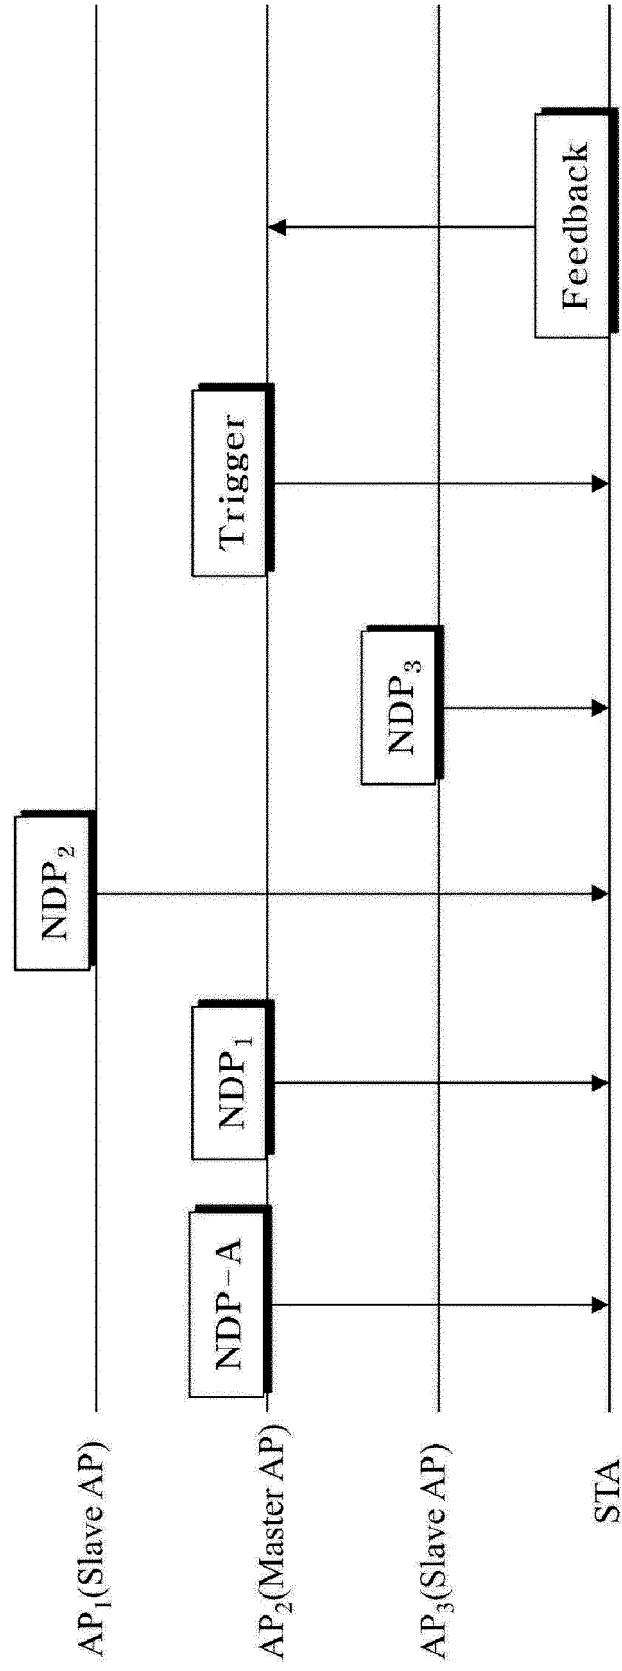 NDP₂
AP₁(Slave AP)
NDP-A
NDP₁
Trigger
AP₂(Master AP)
NDP₃
AP₃(Slave AP)
Feedback
STA